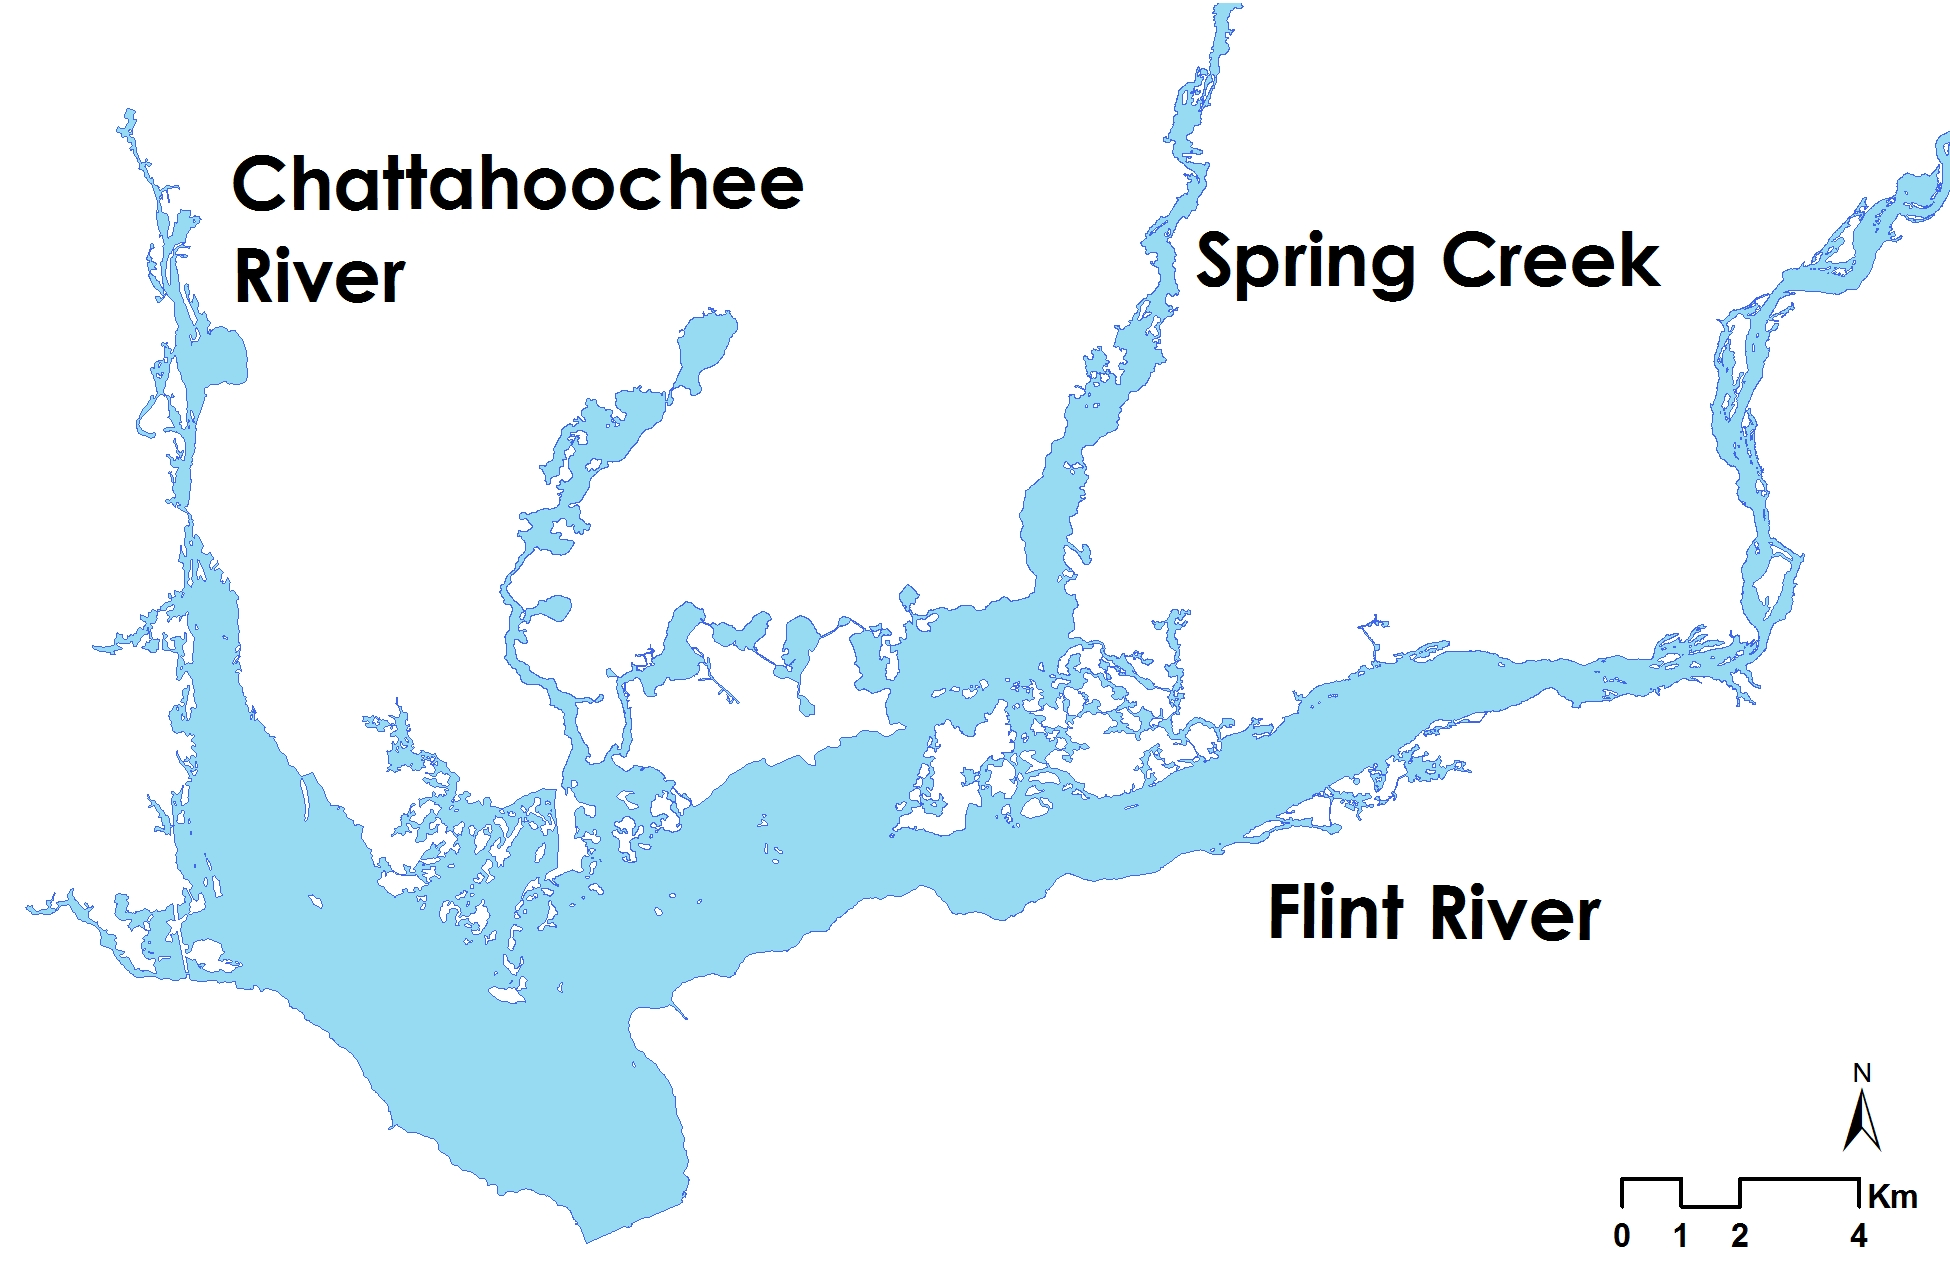 Chattahoochee
River
Spring Creek
Flint River
N
Km
0 1 2 4